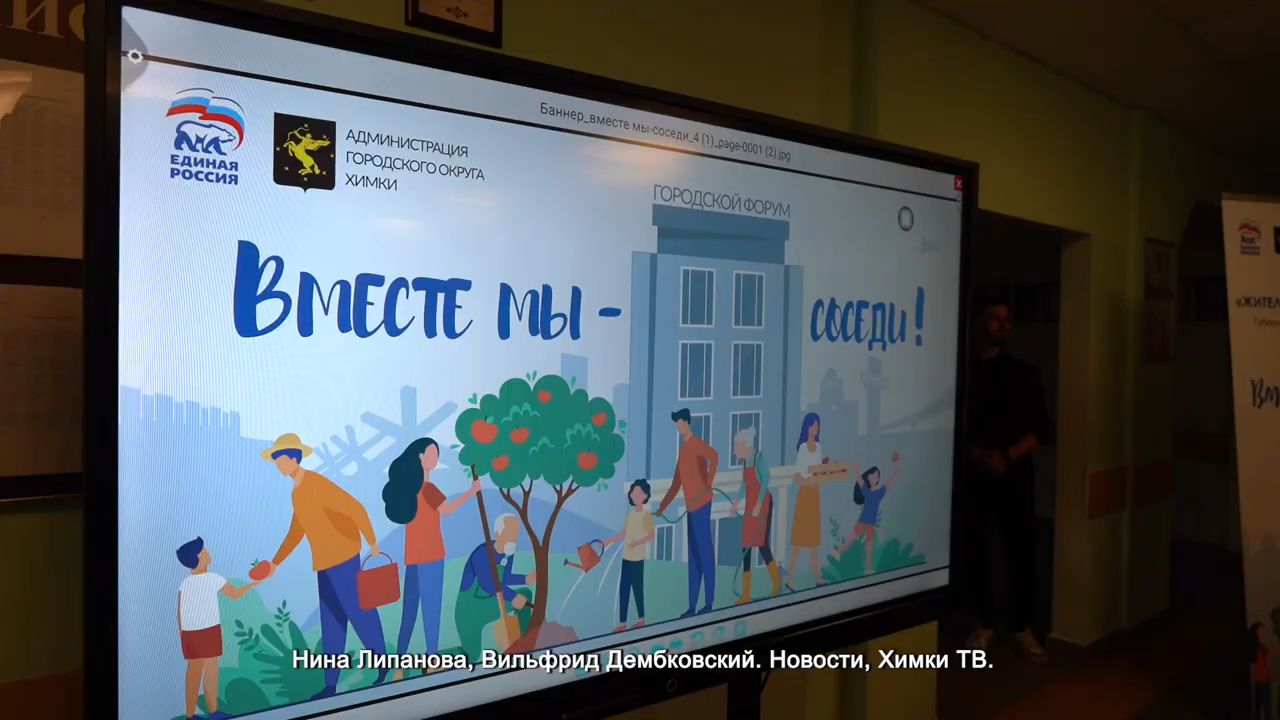 Баннер_вместе мы-соседи_4 (1)_page-0001 (2).jpg
ЕДИНАЯ
РОССИЯ
АДМИНИСТРАЦИЯ
ГОРОДСКОГО ОКРУГА
ХИМКИ
ГОРОДСКОЙ ФОРУМ
ВМЕСТЕ МЫ -
СОСЕДИ!
Нина Липанова, Вильфрид Дембковский. Новости, Химки ТВ.